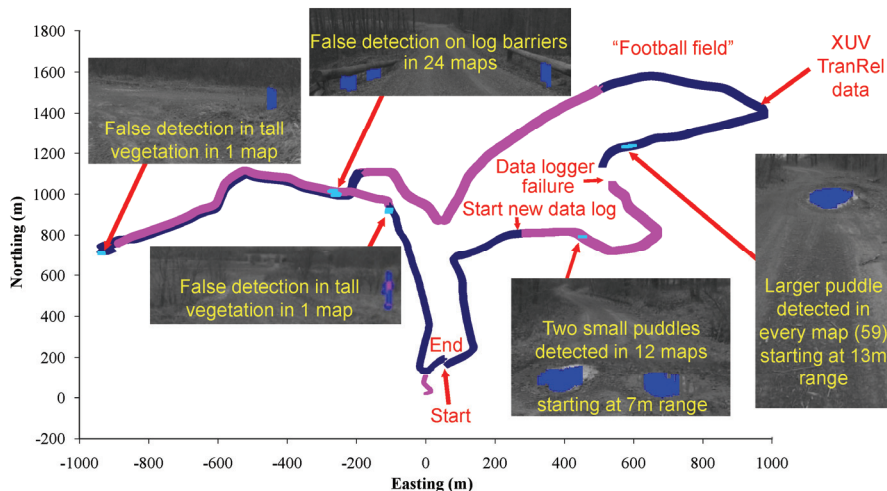 1800
1600
1400
1200
1000
800
600
400
200
0
-200
Northing (m)
-1000
-800
-600
-400
-200
0
200
400
600
800
1000
Easting (m)
False detection in tall
vegetation in 1 map
False detection on log barriers
in 24 maps
"Football field"
XUV
TranRel
data
Data logger
failure
Start new data log
False detection in tall
vegetation in 1 map
End
Start
Two small puddles
detected in 12 maps
starting at 7m range
Larger puddle
detected in
every map (59)
starting at 13m
range